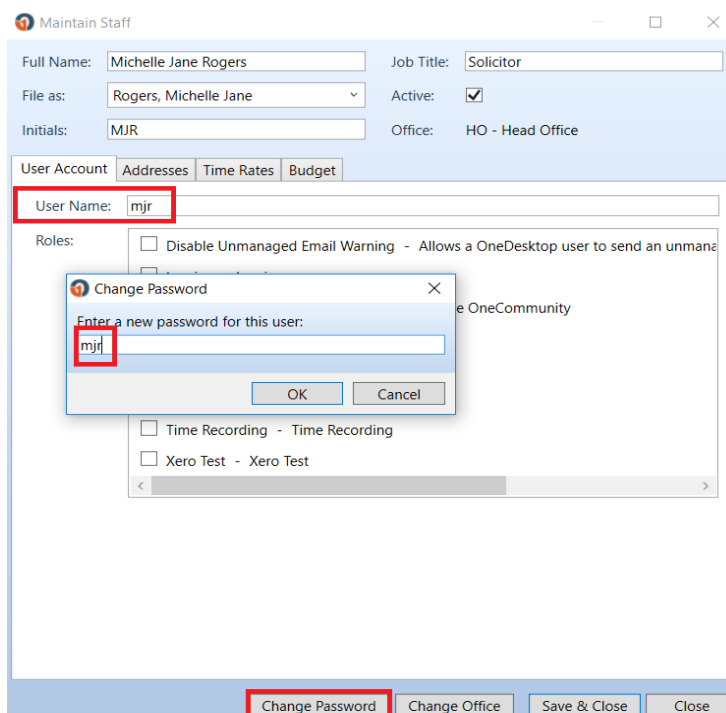 Maintain Staff
Full Name: Michelle Jane Rogers Job Title: Solicitor
File as: Rogers, Michelle Jane Active:
Initials: MJR Office: HO - Head Office
User Account Addresses Time Rates Budget
User Name: mjr
Roles: Disable Unmanaged Email Warning - Allows a OneDesktop user to send an unmana
Change Password
e OneCommunity
Enter a new password for this user:
mjr
OK Cancel
Time Recording - Time Recording
Xero Test - Xero Test
Change Password Change Office Save & Close Close